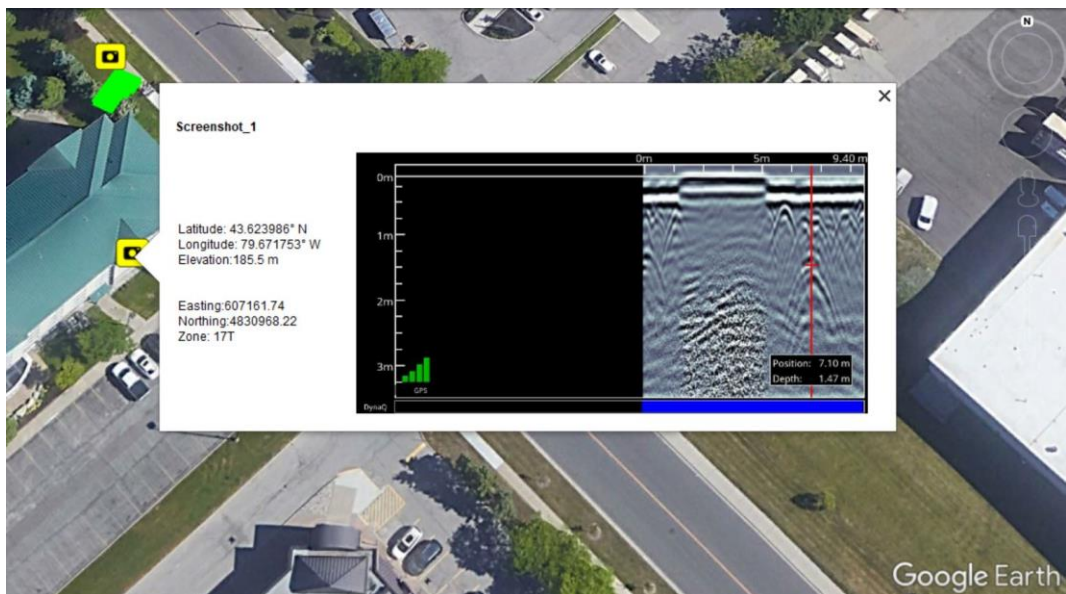 N
Screenshot_1
Latitude: 43.623986° N
Longitude: 79.671753° W
Elevation:185.5 m
Easting:607161.74
Northing:4830968.22
Zone: 17T
0m 5m 9.40 m
0m
1m
2m
3m
GPS
Position: 7.10 m
Depth: 1.47 m
DynaQ
Google Earth